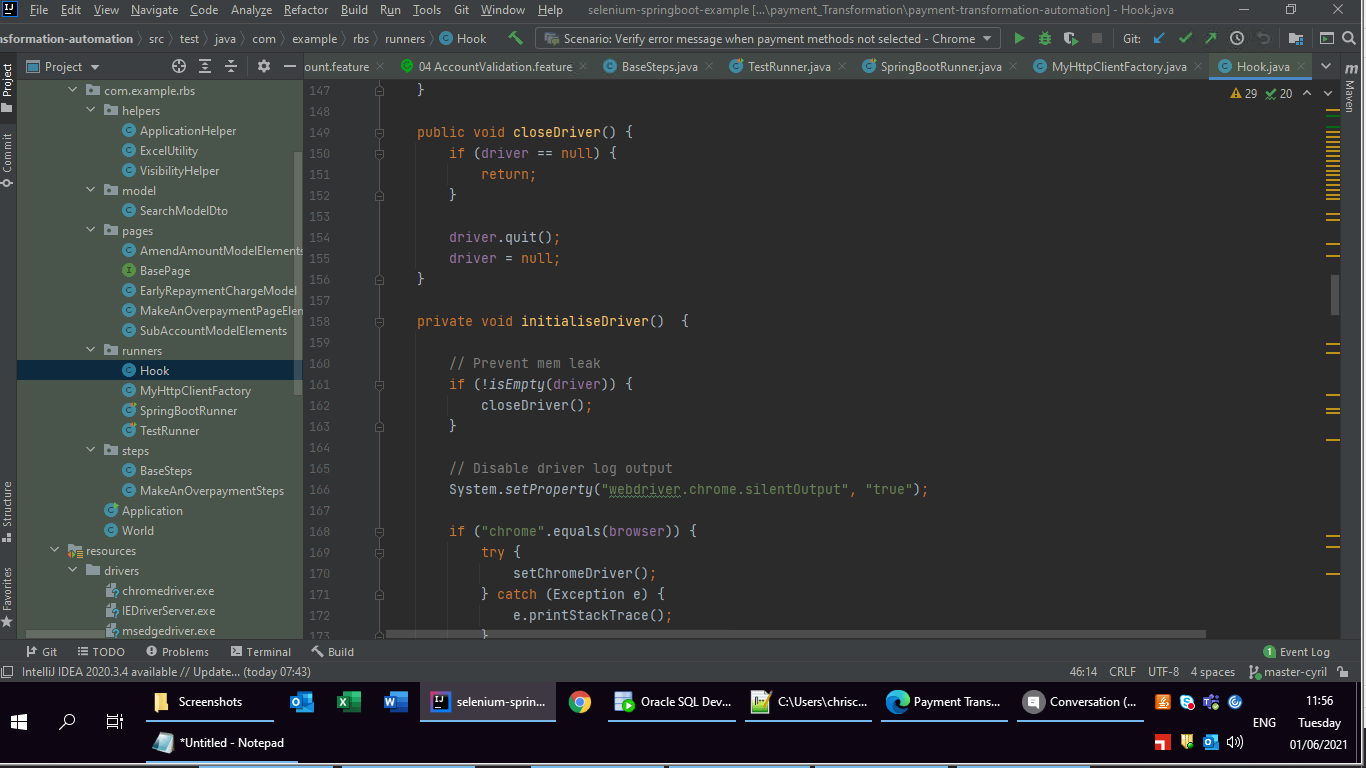 File Edit View Navigate Code Analyze Refactor Build Run Tools Git Window Help selenium-springboot-example [...\payment_Transformation\payment-transformation-automation] - Hook.java
nsformation-automation › src › test › java › com › example › rbs › runners › Hook Scenario: Verify error message when payment methods not selected - Chrome Git:
Project
ount.feature 04 AccountValidation.feature BaseSteps.java TestRunner.java SpringBootRunner.java MyHttpClientFactory.java Hook.java
Project
Commit
Structure
Favorites
Maven
29 20
com.example.rbs
helpers
ApplicationHelper
ExcelUtility
VisibilityHelper
model
SearchModelDto
pages
AmendAmountModelElements
BasePage
EarlyRepaymentChargeModel
MakeAnOverpaymentPageElen
SubAccountModelElements
runners
Hook
MyHttpClientFactory
SpringBootRunner
TestRunner
steps
BaseSteps
MakeAnOverpaymentSteps
Application
World
resources
drivers
chromedriver.exe
IEDriverServer.exe
msedgedriver.exe
147 }
148
149 public void closeDriver() {
150 if (driver == null) {
151 return;
152 }
153
154 driver.quit();
155 driver = null;
156 }
157
158 private void initialiseDriver() {
159
160 // Prevent mem leak
161 if (!isEmpty(driver)) {
162 closeDriver();
163 }
164
165 // Disable driver log output
166 System.setProperty("webdriver.chrome.silentOutput", "true");
167
168 if ("chrome".equals(browser)) {
169 try {
170 setChromeDriver();
171 } catch (Exception e) {
172 e.printStackTrace();
173 }
Git TODO Problems Terminal Build 1 Event Log
IntelliJ IDEA 2020.3.4 available // Update... (today 07:43) 46:14 CRLF UTF-8 4 spaces master-cyril
Screenshots selenium-sprin... Oracle SQL Dev... C:\Users\chrisc... Payment Trans... Conversation (...
*Untitled - Notepad
ENG
11:56
Tuesday
01/06/2021